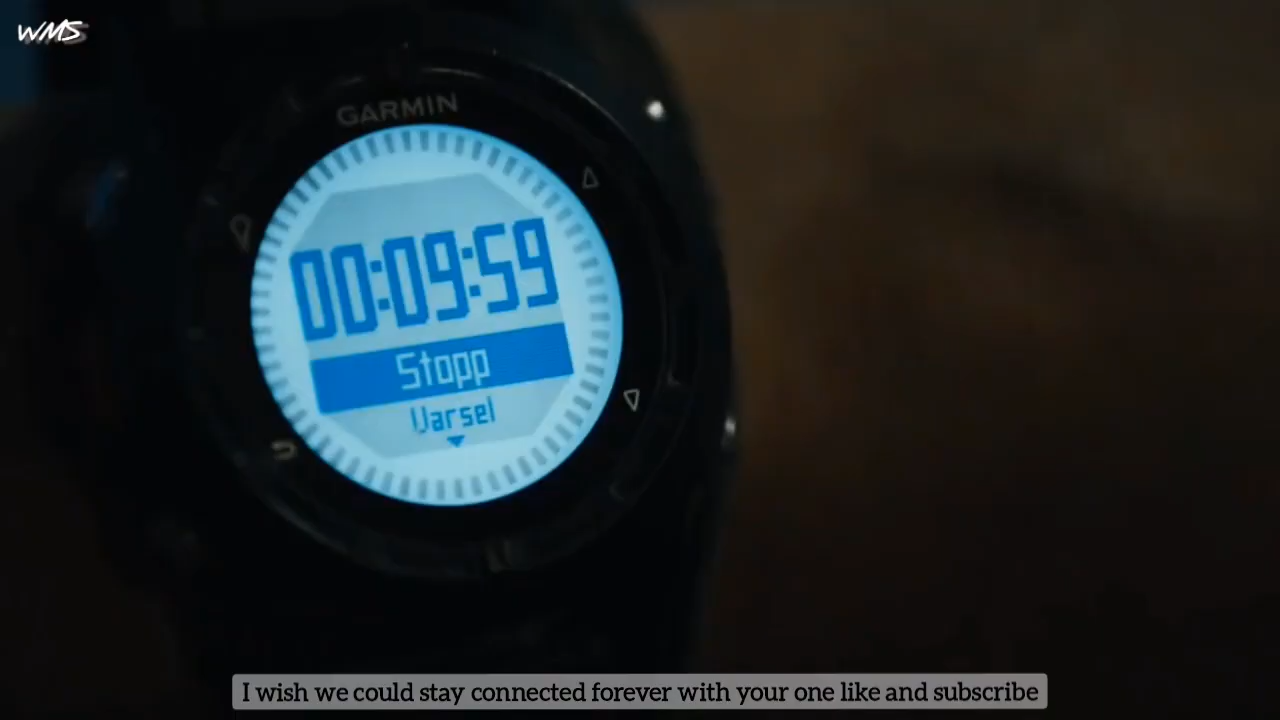 WMS
GARMIN
00:09:59
Stopp
Varsel
I wish we could stay connected forever with your one like and subscribe